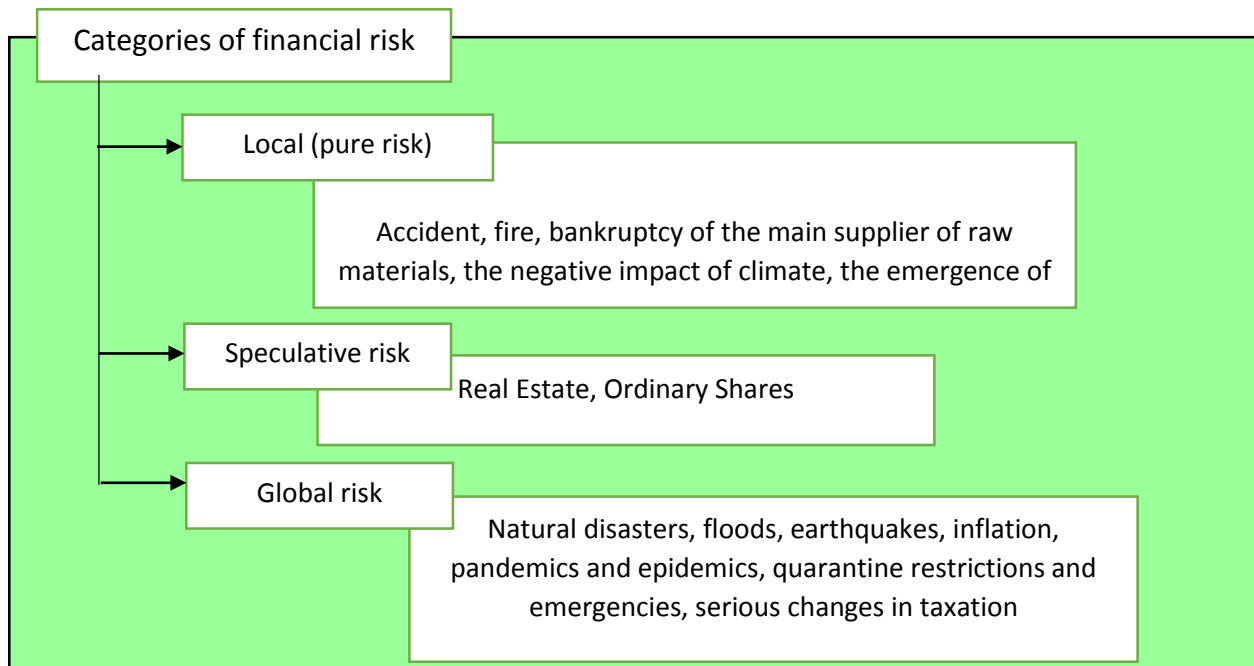 Categories of financial risk
Local (pure risk)
Accident, fire, bankruptcy of the main supplier of raw
materials, the negative impact of climate, the emergence of
Speculative risk
Real Estate, Ordinary Shares
Global risk
Natural disasters, floods, earthquakes, inflation,
pandemics and epidemics, quarantine restrictions and
emergencies, serious changes in taxation